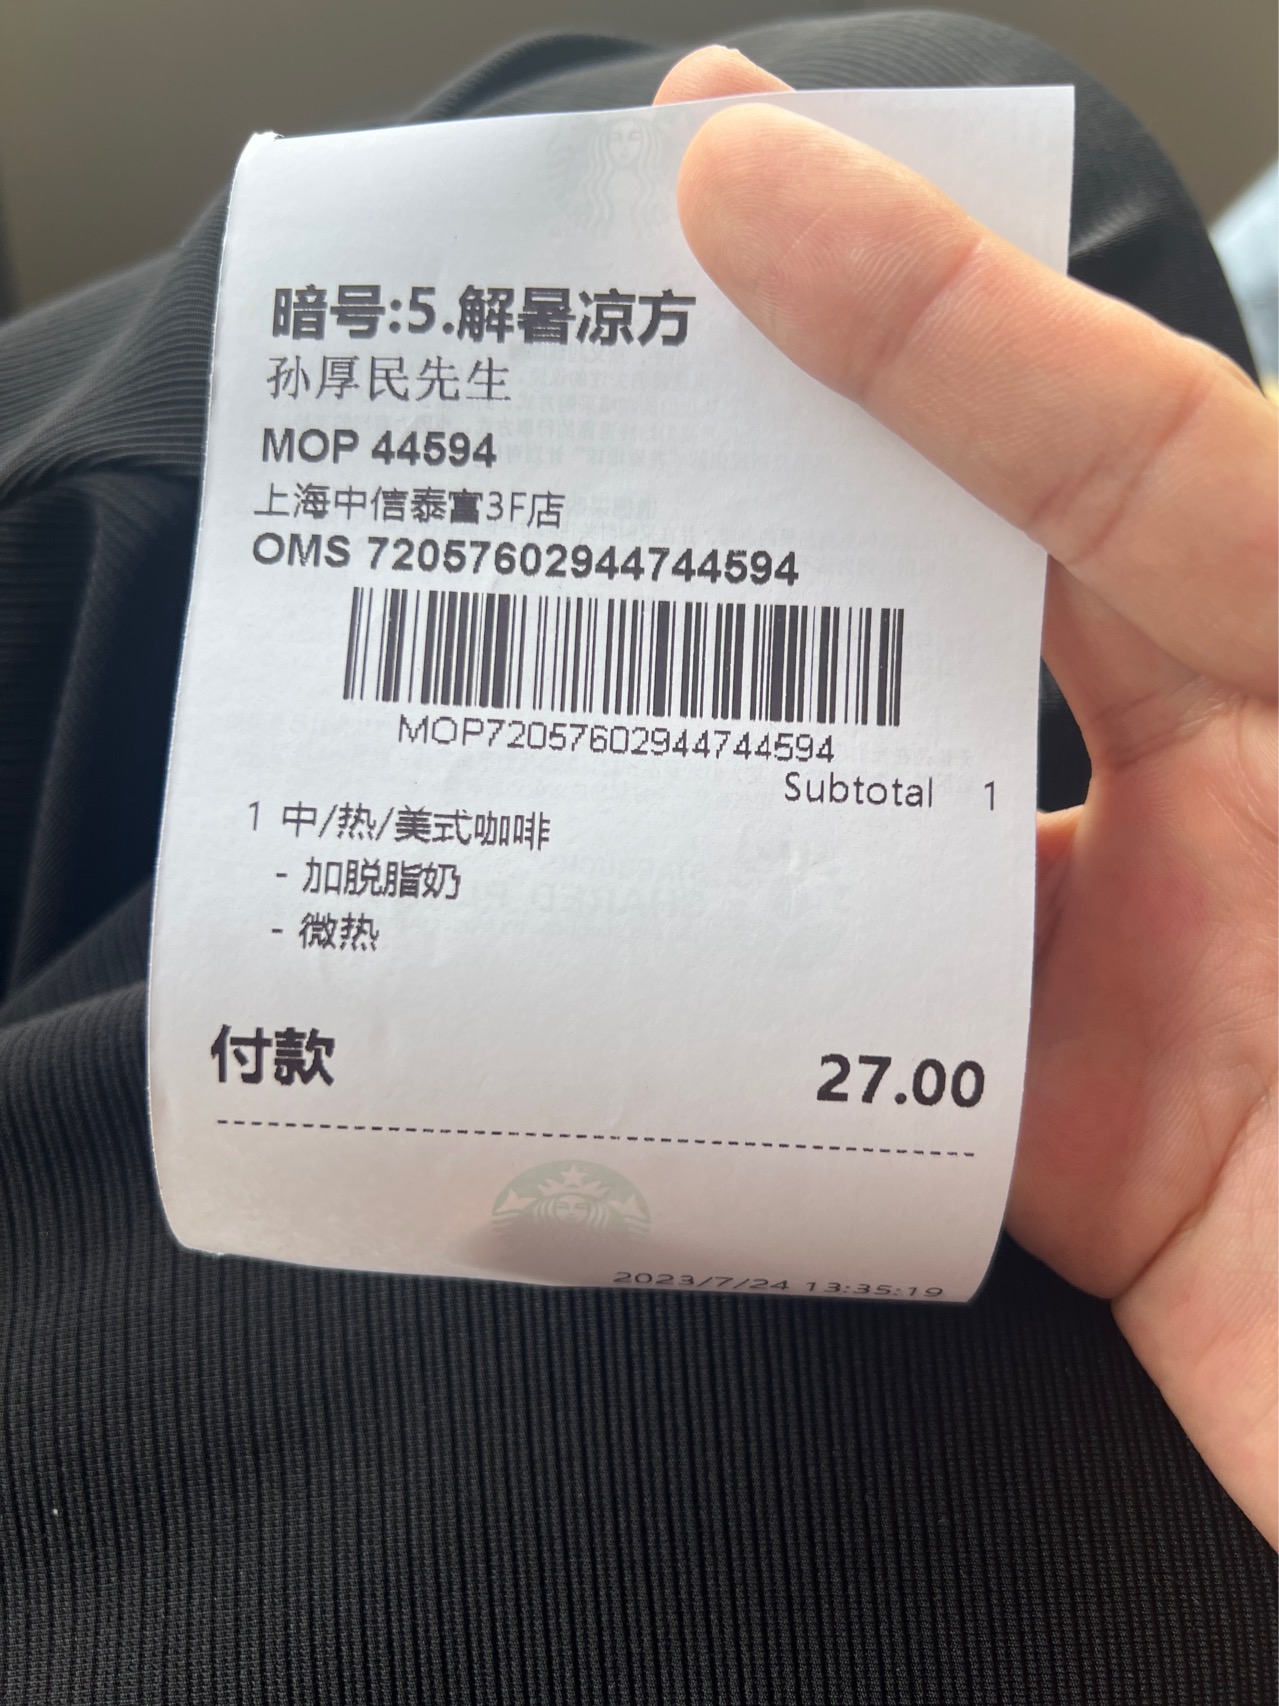 暗号:5.解暑凉方
孙厚民先生
MOP 44594
上海中信泰富3F店
OMS 72057602944744594
MOP72057602944744594
Subtotal 1
1 中/热/美式咖啡
- 加脱脂奶
- 微热
付款 27.00
2023/7/24 13:35:19